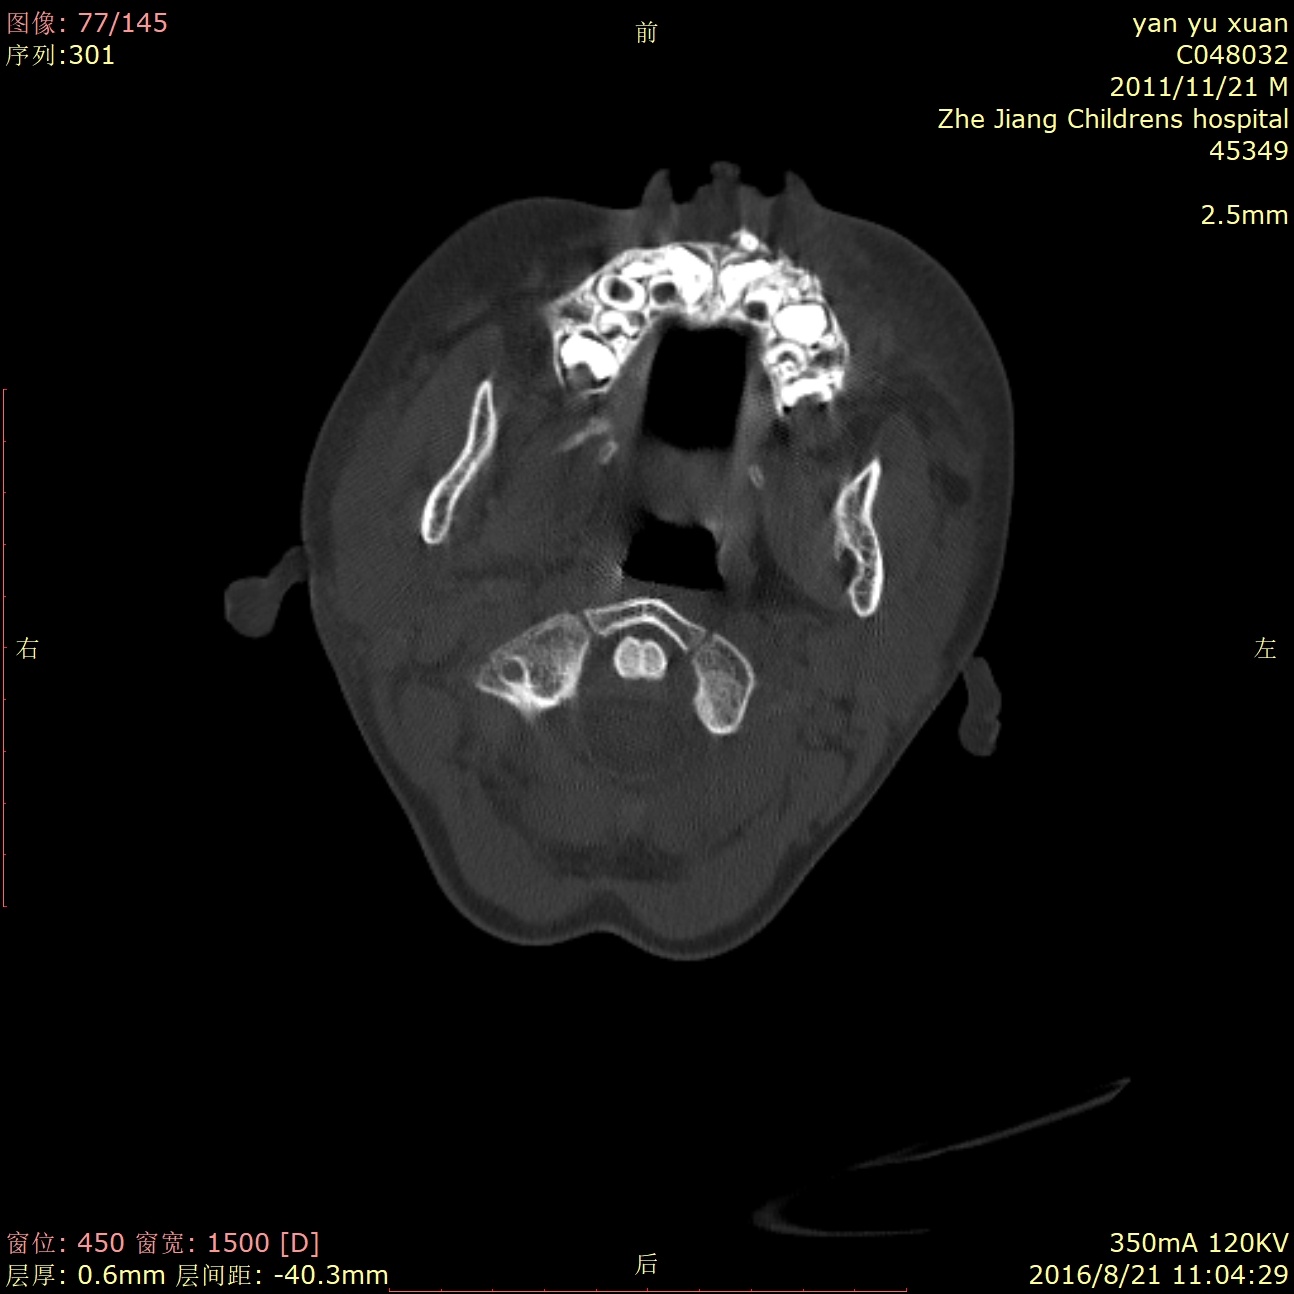 图像: 77/145
序列:301
前
yan yu xuan
C048032
2011/11/21 M
Zhe Jiang Childrens hospital
45349
2.5mm
右
左
窗位: 450 窗宽: 1500 [D]
层厚: 0.6mm 层间距: -40.3mm
后
350mA 120KV
2016/8/21 11:04:29